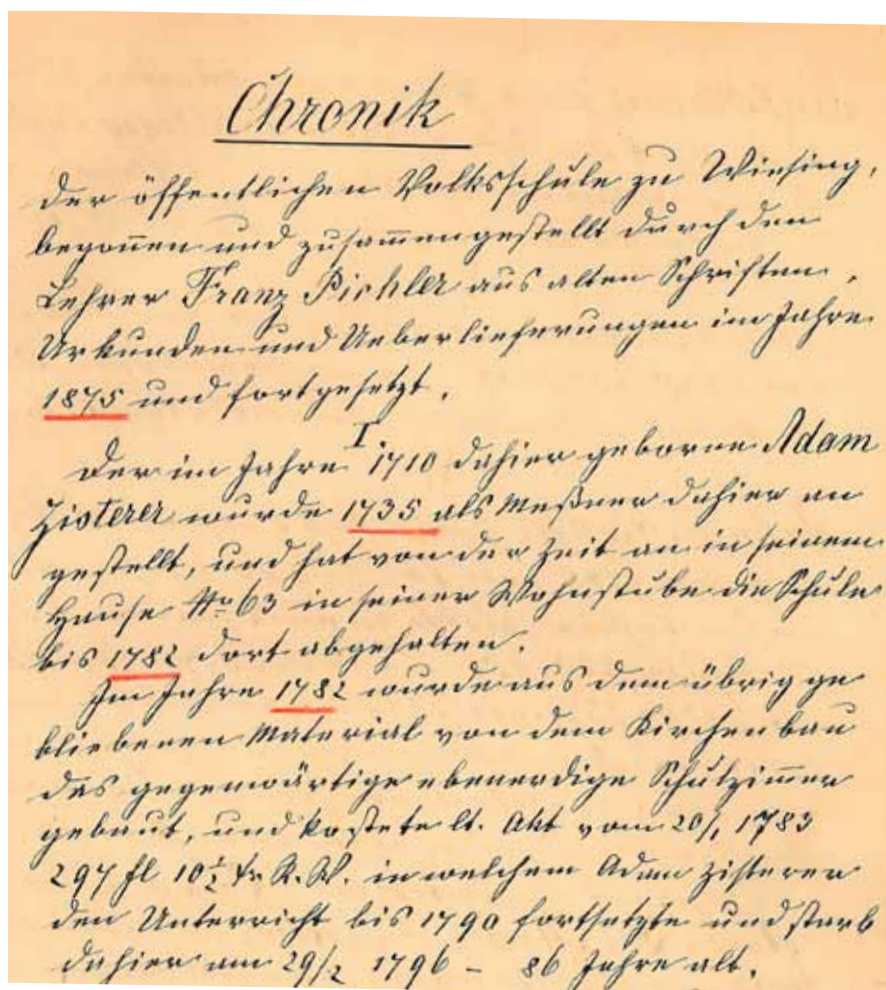 Chronik
der öffentlichen Volksschule zu Wiesing,
begonnen und zusammengestellt durch den
Lehrer Franz Pichler aus alten Schriften,
Urkunden und Ueberlieferungen im Jahre
1875 und fortgesetzt.
I.
Der im Jahre 1710 dahier geborne Adam
Zisterer wurde 1735 als Meßner dahier an
gestellt, und hat von der Zeit an in seinem
Hause No 63 in seiner Wohnstube die Schule
bis 1782 dort abgehalten.
Im Jahre 1782 wurde aus dem übrig ge
bliebenen Material von dem Kirchenbau
das gegenwärtige ebenerdige Schulzimmer
gebaut, und kostete lt. Akt vom 20/1 1783
297 fl 10 1/2 kr R.W. in welchem Adam Zisterer
den Unterricht bis 1790 fortsetzte und starb
dahier am 29/2 1796 – 86 Jahre alt.